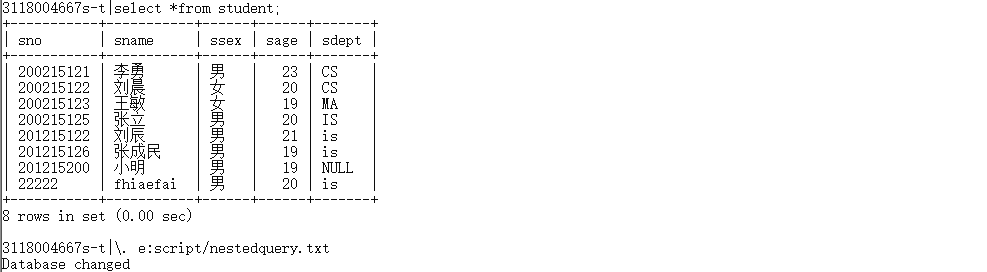 3118004667s-t|select *from student;
+-----------+----------+------+------+-------+
| sno       | sname    | ssex | sage | sdept |
+-----------+----------+------+------+-------+
| 200215121 | 李勇     | 男   |   23 | CS    |
| 200215122 | 刘晨     | 女   |   20 | CS    |
| 200215123 | 王敏     | 女   |   19 | MA    |
| 200215125 | 张立     | 男   |   20 | IS    |
| 201215122 | 刘辰     | 男   |   21 | is    |
| 201215126 | 张成民   | 男   |   19 | is    |
| 201215200 | 小明     | 男   |   19 | NULL  |
| 22222     | fhiaefai | 男   |   20 | is    |
+-----------+----------+------+------+-------+
8 rows in set (0.00 sec)
3118004667s-t|\. e:script/nestedquery.txt
Database changed